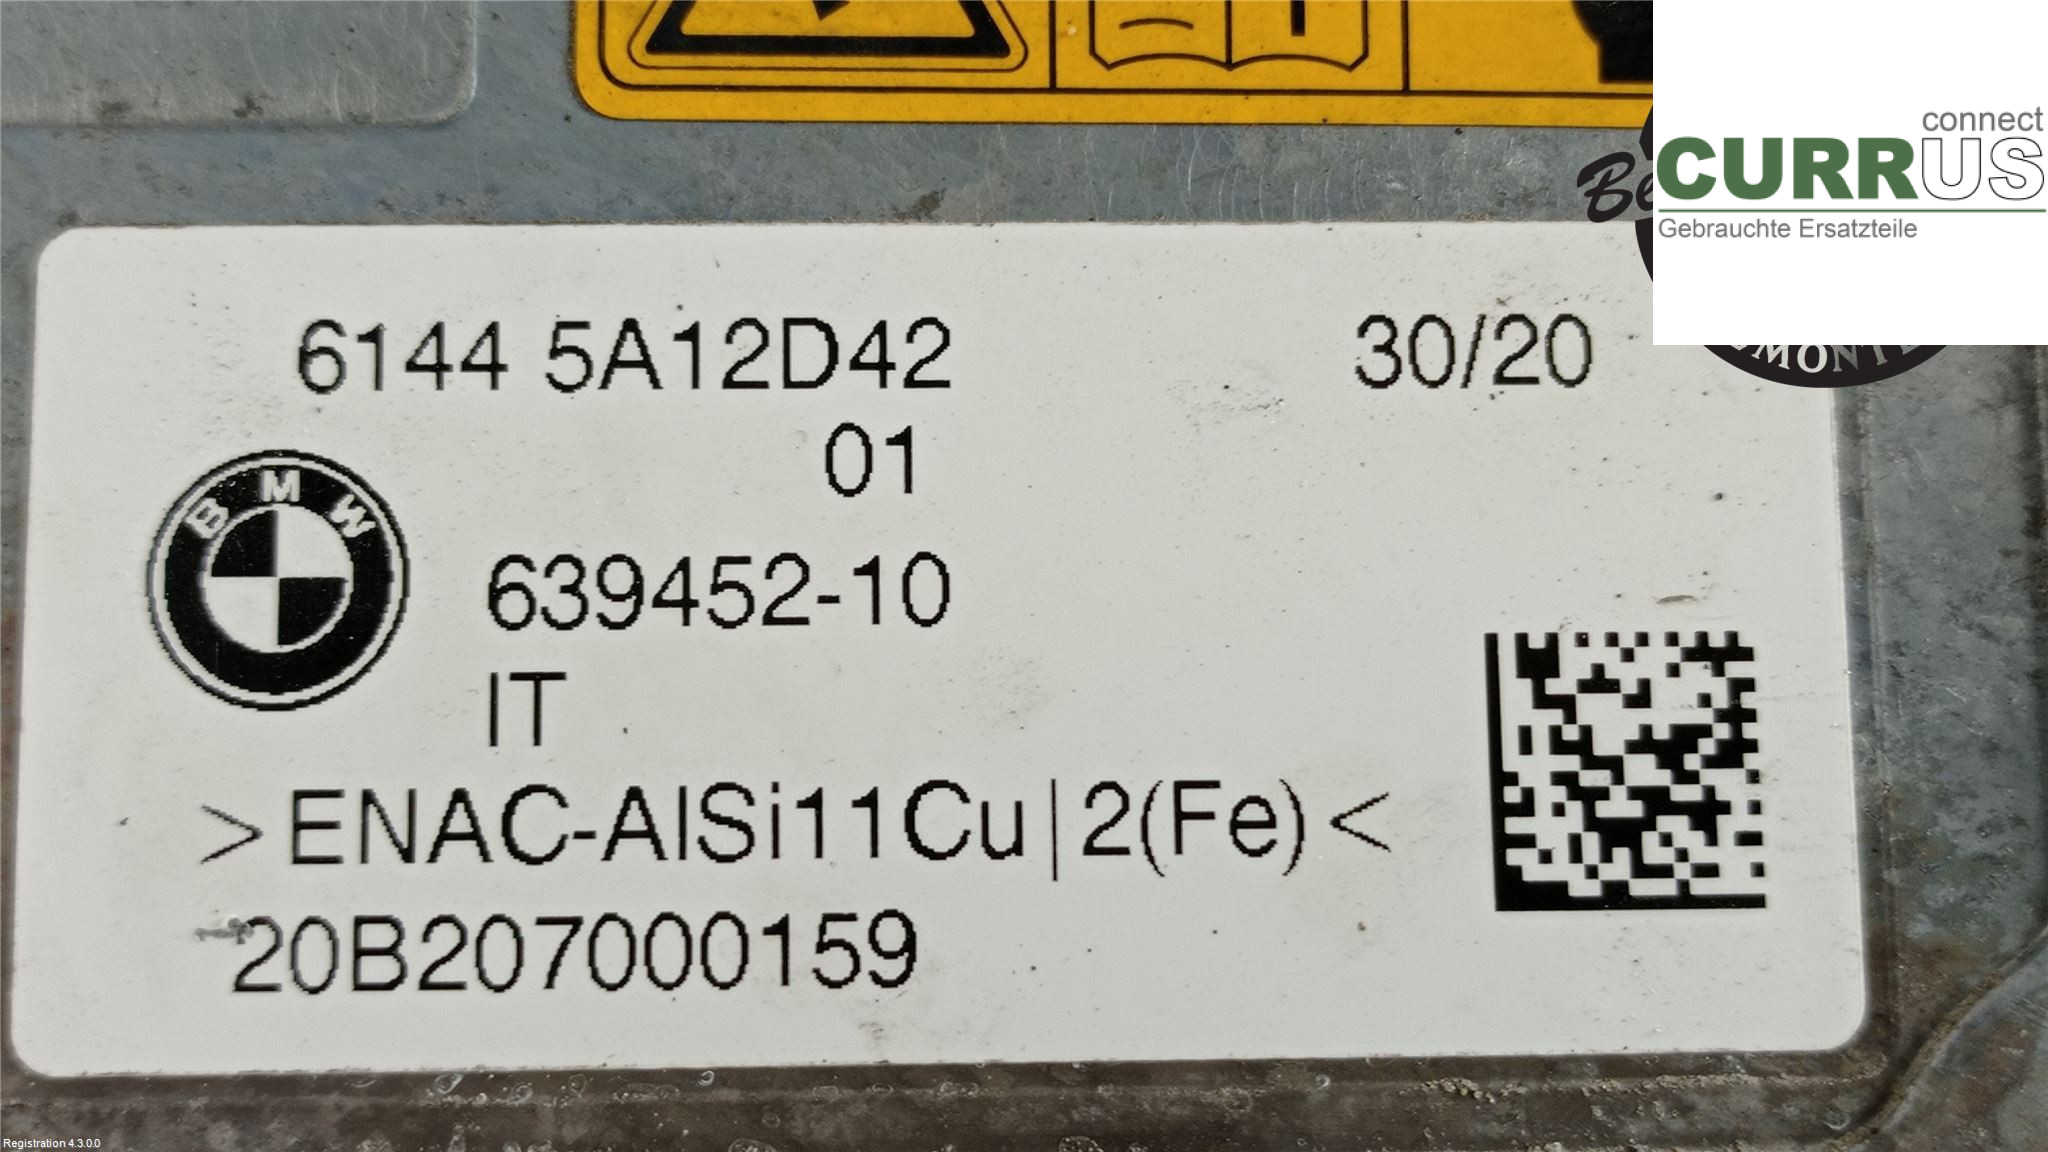 connect
CURRUS
Gebrauchte Ersatzteile
6144 5A12D42 30/20
01
BMW
639452-10
IT
>ENAC-AlSi11Cu|2(Fe)<
20B207000159
Registration 4.3.0.0